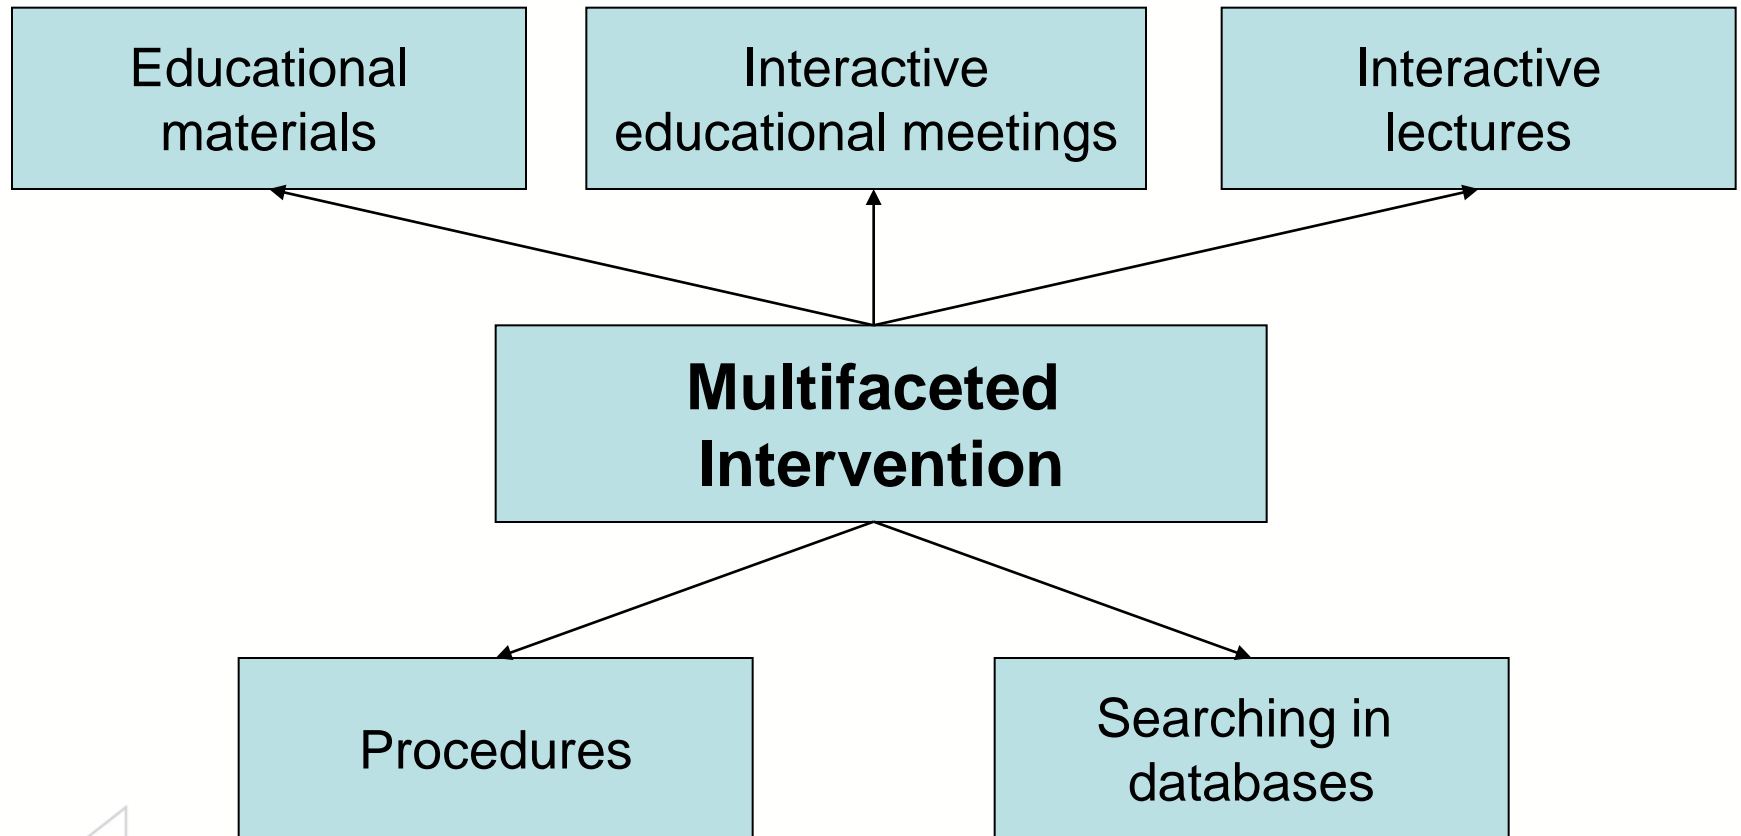 Educational
materials
Interactive
educational meetings
Interactive
lectures
Multifaceted
Intervention
Procedures
Searching in
databases